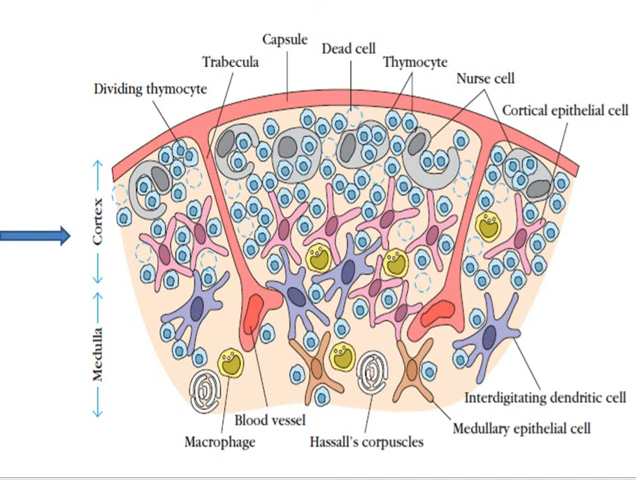 Capsule
Dead cell
Trabecula
Thymocyte
Nurse cell
Dividing thymocyte
Cortical epithelial cell
Cortex
Medulla
Interdigitating dendritic cell
Blood vessel
Medullary epithelial cell
Macrophage
Hassall's corpuscles